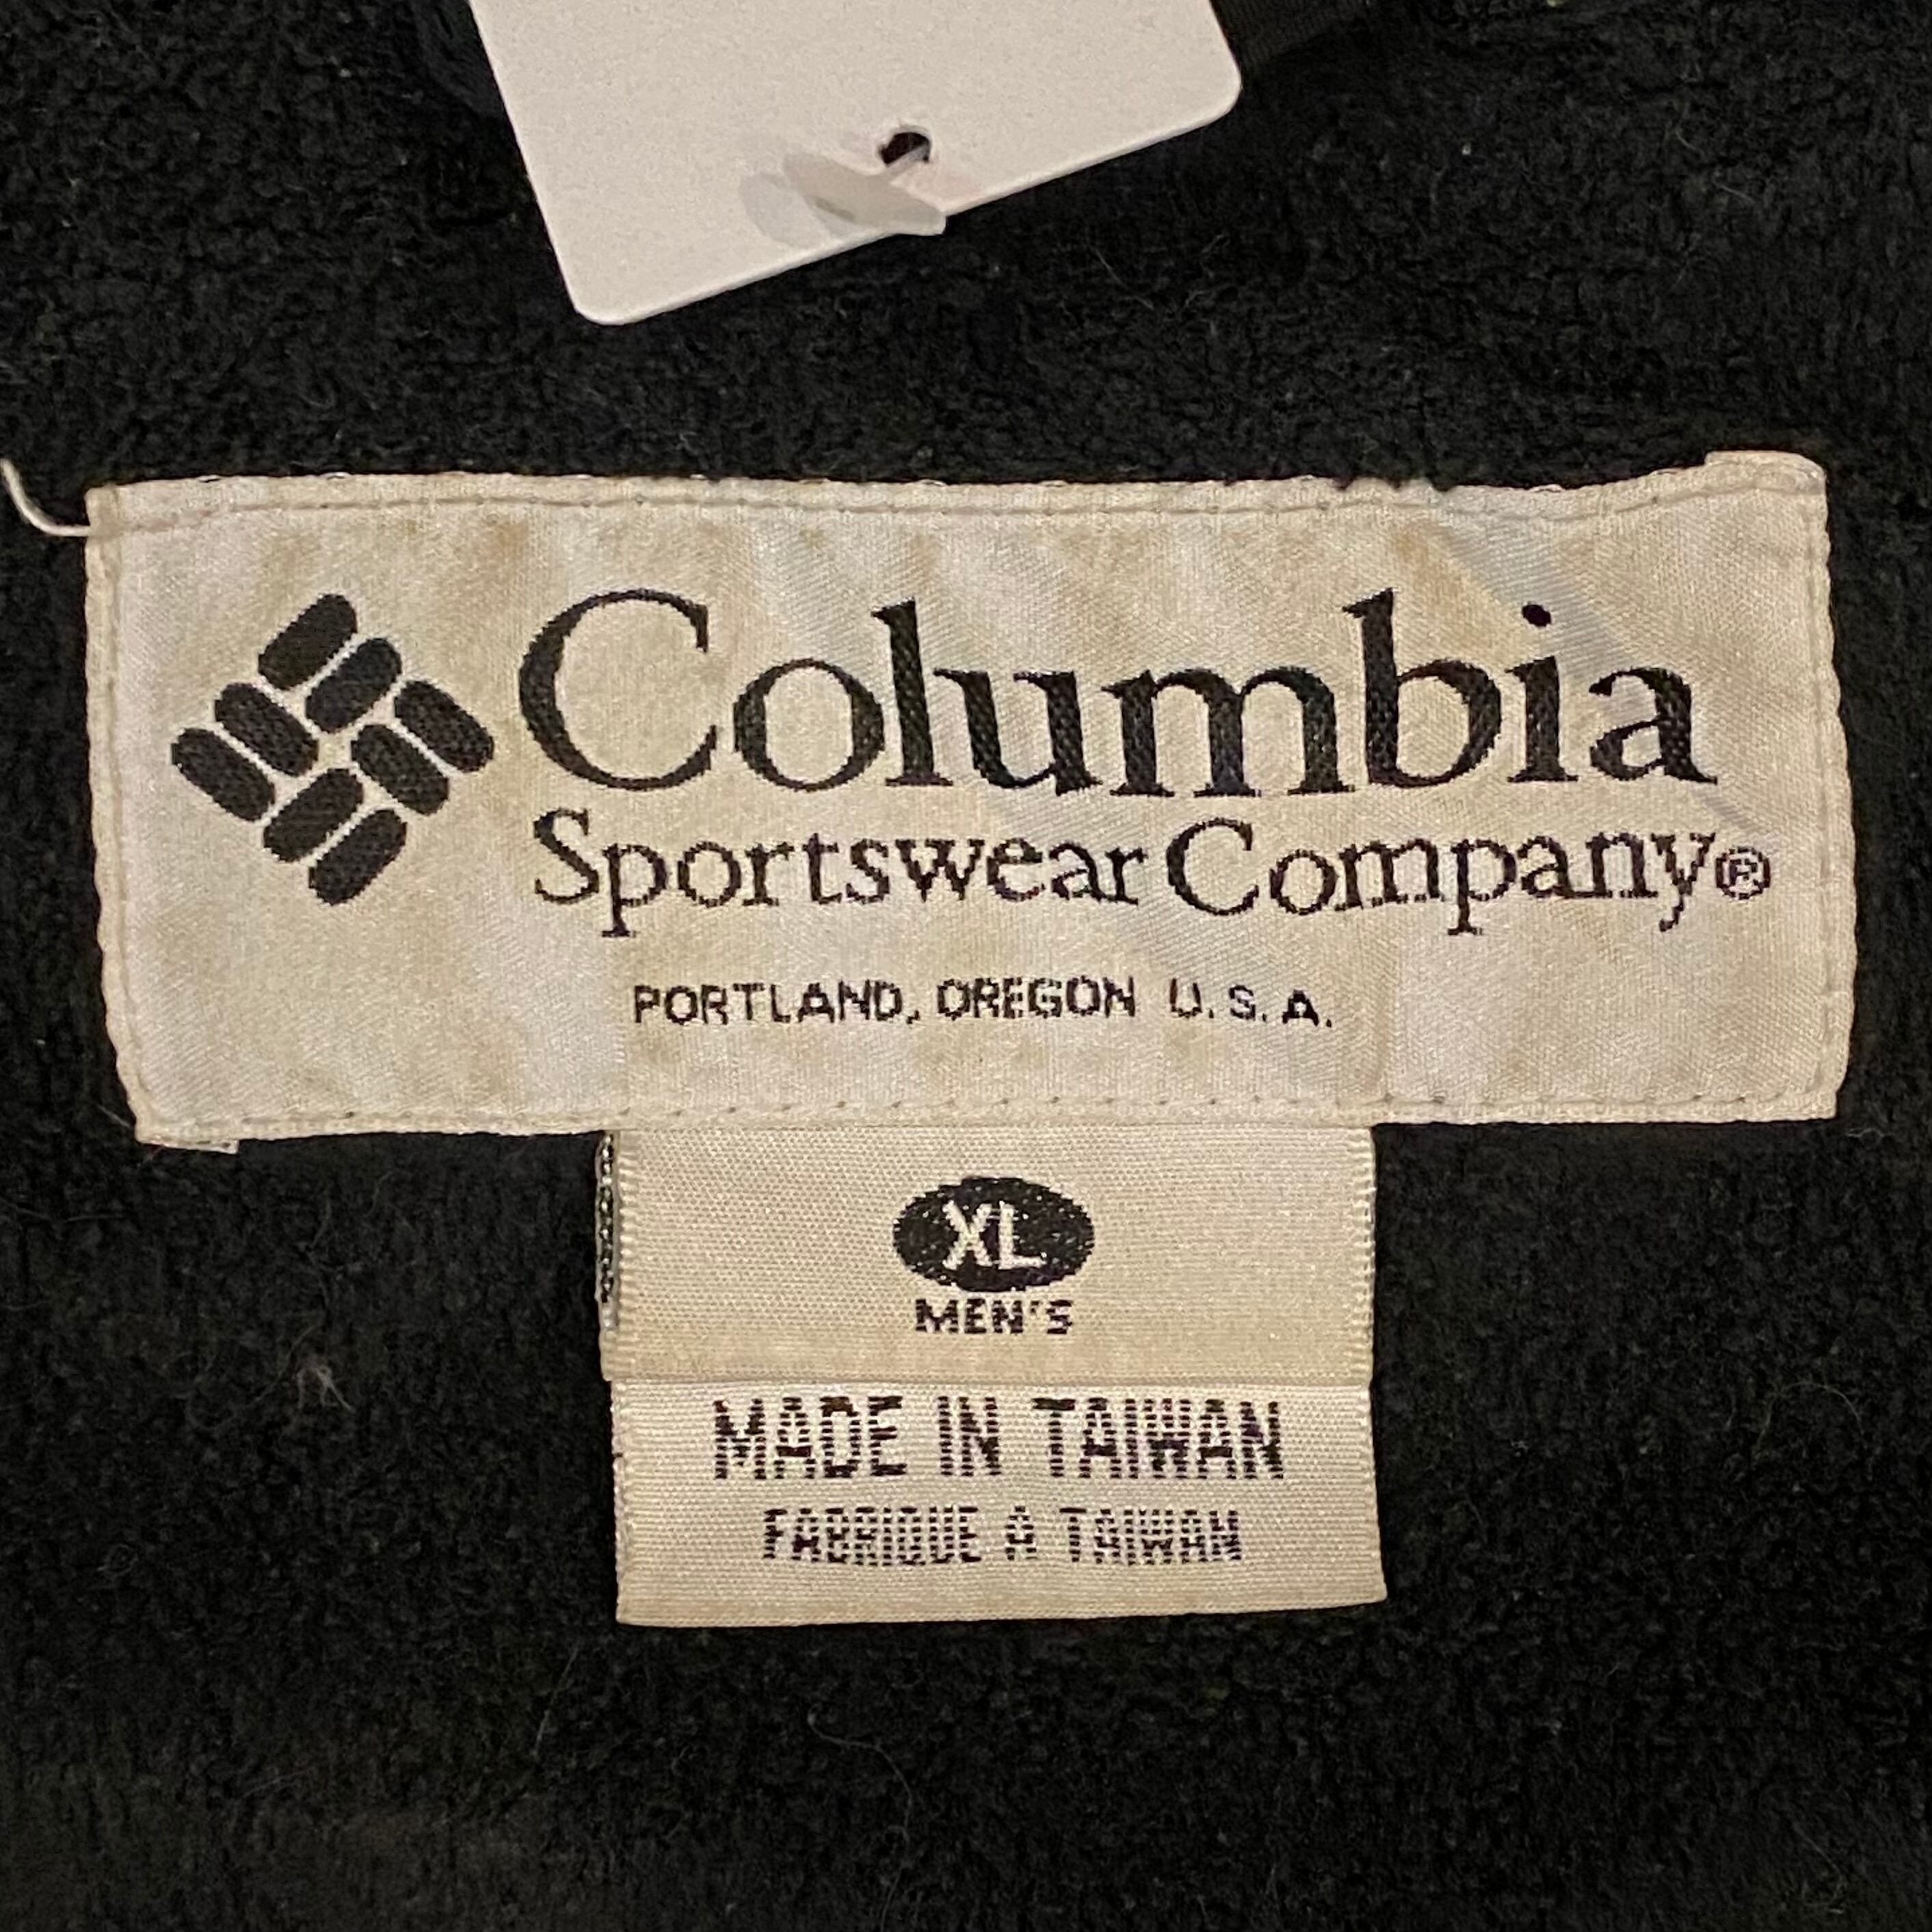 Columbia
Sportswear Company®
PORTLAND, OREGON U.S.A.
XL
MEN'S
MADE IN TAIWAN
FABRIQUE A TAIWAN